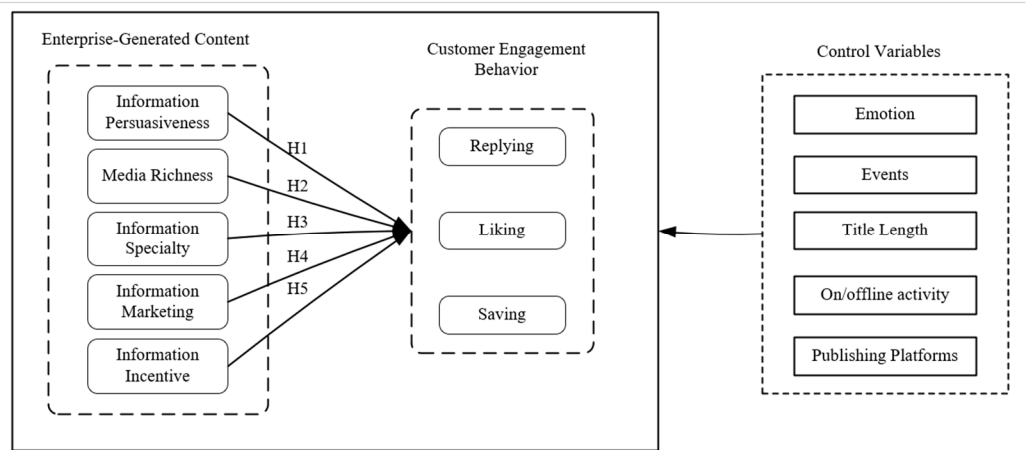 Enterprise-Generated Content
Information
Persuasiveness
Media Richness
Information
Specialty
Information
Marketing
Information
Incentive
H1
H2
H3
H4
H5
Customer Engagement
Behavior
Replying
Liking
Saving
Control Variables
Emotion
Events
Title Length
On/offline activity
Publishing Platforms